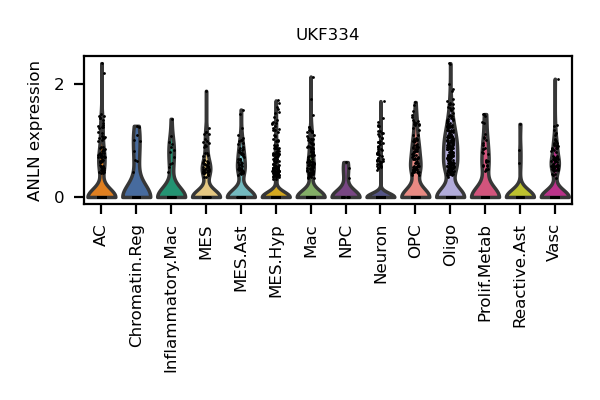 UKF334
ANLN expression
2
0
AC
Chromatin.Reg
Inflammatory.Mac
MES
MES.Ast
MES.Hyp
Mac
NPC
Neuron
OPC
Oligo
Prolif.Metab
Reactive.Ast
Vasc